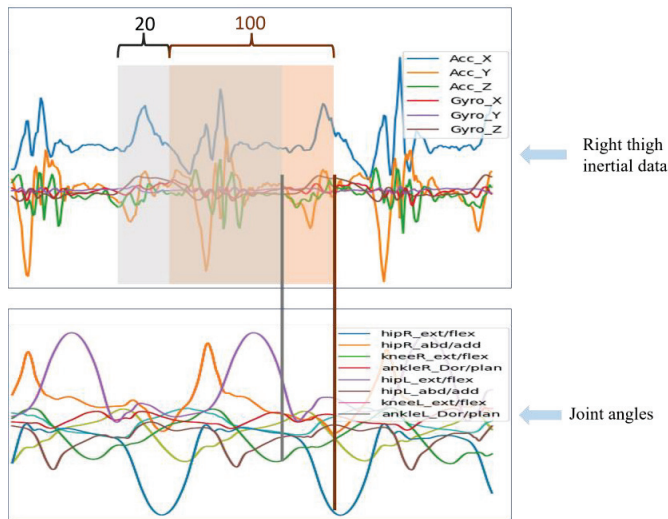 20
100
Acc_X
Acc_Y
Acc_Z
Gyro_X
Gyro_Y
Gyro_Z
Right thigh
inertial data
hipR_ext/flex
hipR_abd/add
kneeR_ext/flex
ankleR_Dor/plan
hipL_ext/flex
hipL_abd/add
kneeL_ext/flex
ankleL_Dor/plan
Joint angles